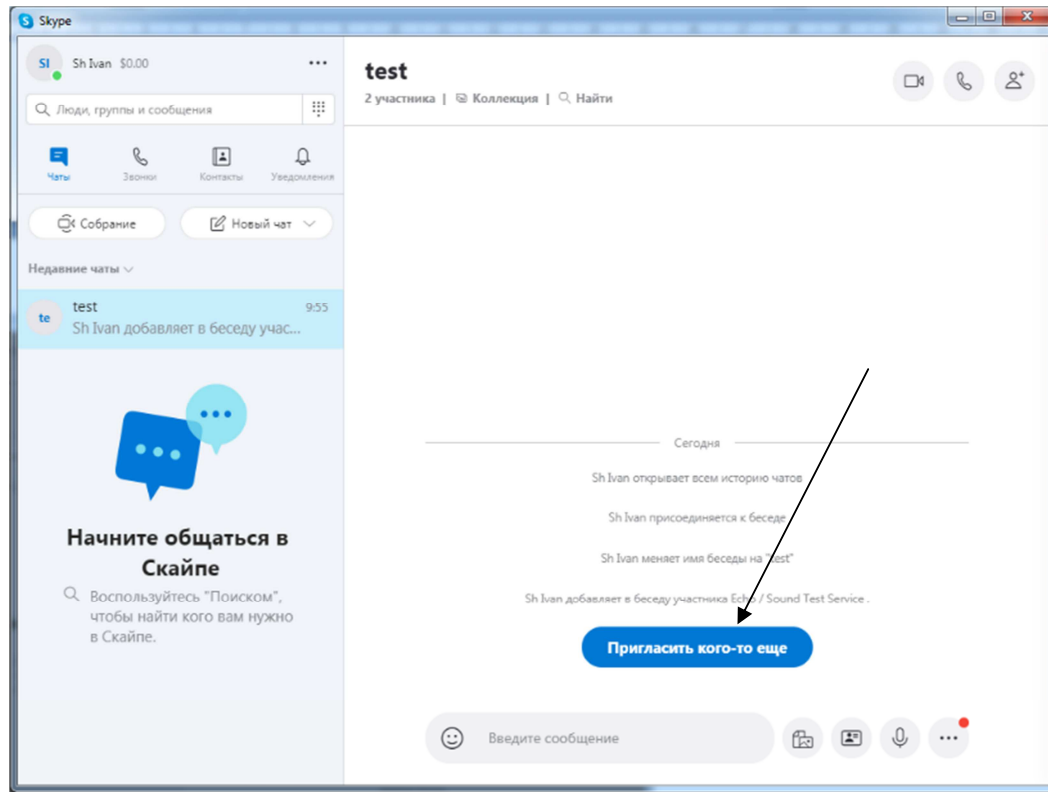 Skype
SI Sh Ivan $0.00
Люди, группы и сообщения
Чаты Звонки Контакты Уведомления
Собрание Новый чат
Недавние чаты
te test 9:55
Sh Ivan добавляет в беседу учас...
Начните общаться в
Скайпе
Воспользуйтесь "Поиском",
чтобы найти кого вам нужно
в Скайпе.
test
2 участника | Коллекция | Найти
Сегодня
Sh Ivan открывает всем историю чатов
Sh Ivan присоединяется к беседе
Sh Ivan меняет имя беседы на "test"
Sh Ivan добавляет в беседу участника Echo / Sound Test Service .
Пригласить кого-то еще
Введите сообщение